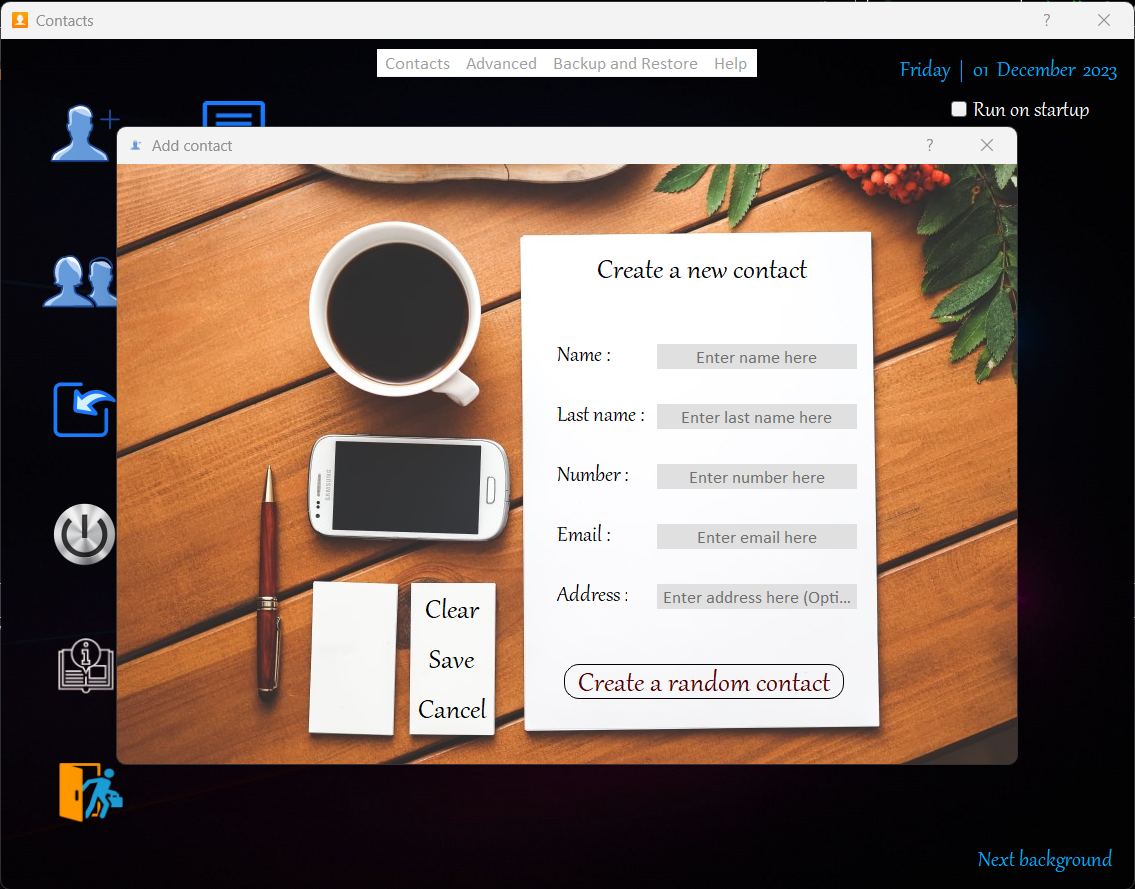 Contacts
?
Contacts Advanced Backup and Restore Help
Friday | 01 December 2023
Run on startup
Add contact
?
Create a new contact
Name :
Enter name here
Last name :
Enter last name here
Number :
Enter number here
Email :
Enter email here
Address :
Enter address here (Opti...
Create a random contact
SAMSUNG
Clear
Save
Cancel
i
Next background